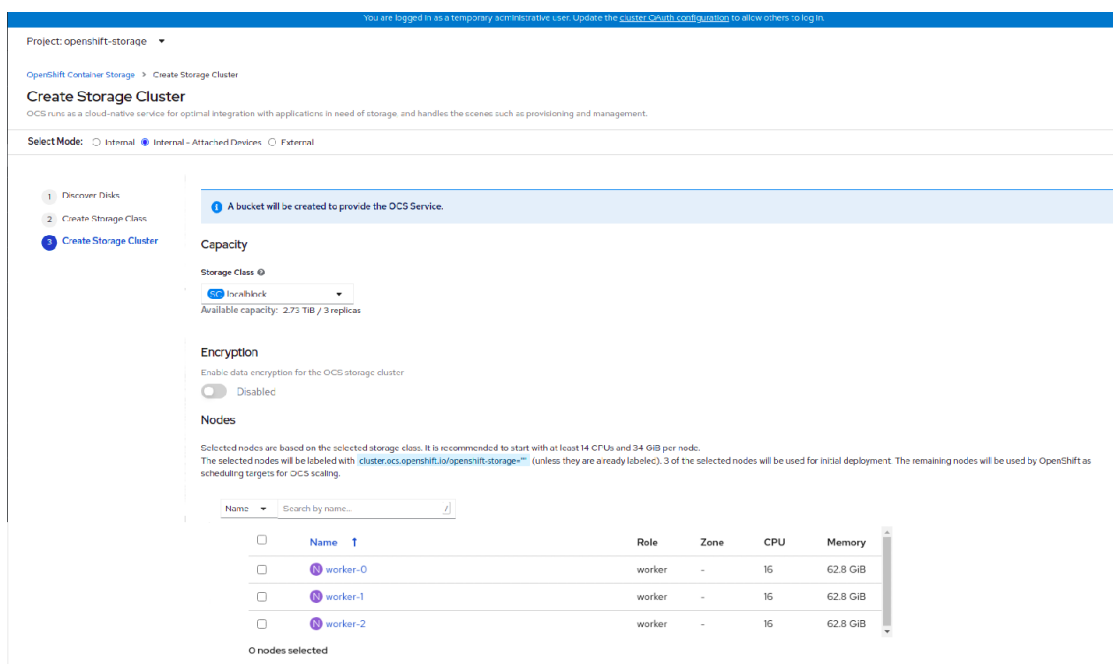 You are logged in as a temporary administrative user. Update the cluster OAuth configuration to allow others to log in.
Project: openshift-storage
OpenShift Container Storage > Create Storage Cluster
Create Storage Cluster
OCS runs as a cloud-native service for optimal integration with applications in need of storage, and handles the scenes such as provisioning and management.
Select Mode: Internal Internal - Attached Devices External
1 Discover Disks
2 Create Storage Class
3 Create Storage Cluster
A bucket will be created to provide the OCS Service.
Capacity
Storage Class
SC localblock
Available capacity: 2.73 TiB / 3 replicas
Encryption
Enable data encryption for the OCS storage cluster
Disabled
Nodes
Selected nodes are based on the selected storage class. It is recommended to start with at least 14 CPUs and 34 GiB per node.
The selected nodes will be labeled with cluster.ocs.openshift.io/openshift-storage="" (unless they are already labeled). 3 of the selected nodes will be used for initial deployment. The remaining nodes will be used by OpenShift as
scheduling targets for OCS scaling.
Name Search by name... /
Name Role Zone CPU Memory
N worker-0 worker - 16 62.8 GiB
N worker-1 worker - 16 62.8 GiB
N worker-2 worker - 16 62.8 GiB
0 nodes selected